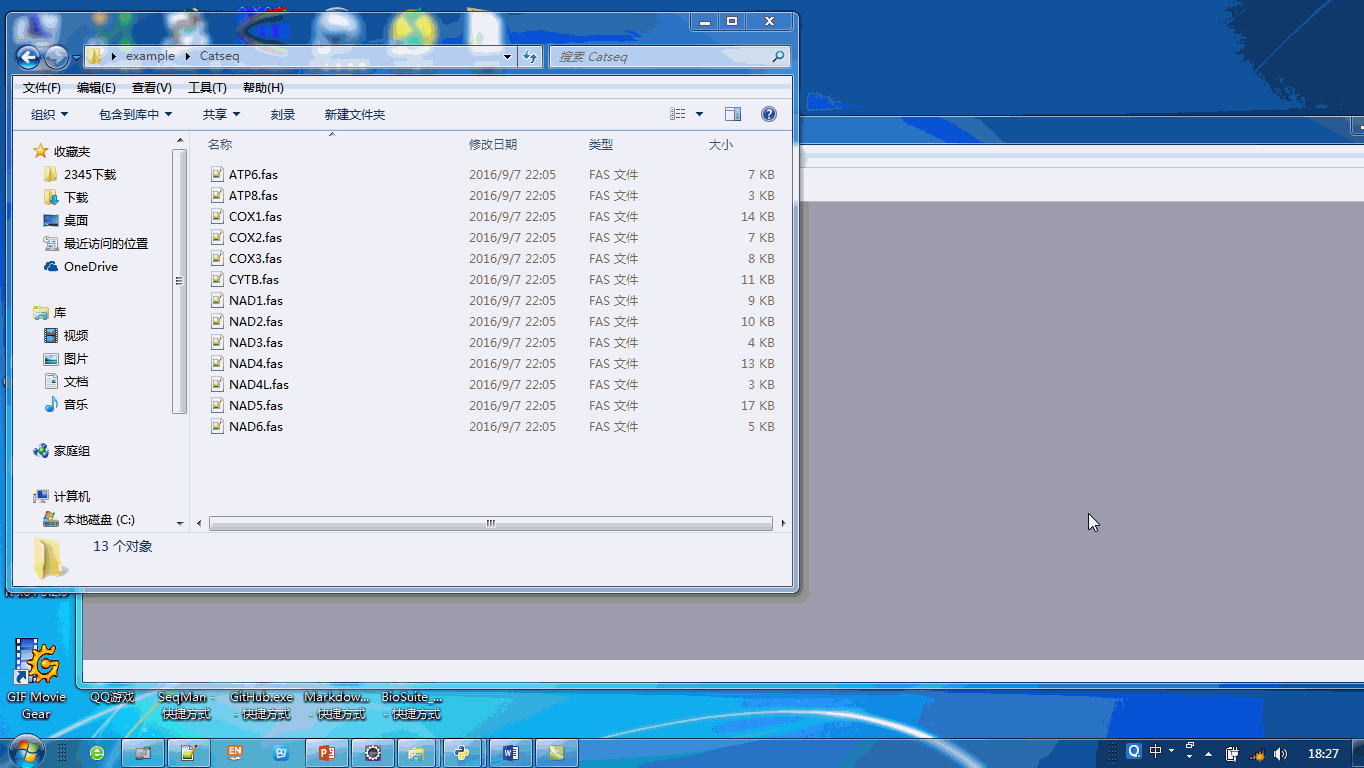 example ▸ Catseq
搜索 Catseq
文件(F) 编辑(E) 查看(V) 工具(T) 帮助(H)
组织 包含到库中 共享 刻录 新建文件夹
名称 修改日期 类型 大小
收藏夹
2345下载
下载
桌面
最近访问的位置
OneDrive
库
视频
图片
文档
音乐
家庭组
计算机
本地磁盘 (C:)
ATP6.fas 2016/9/7 22:05 FAS 文件 7 KB
ATP8.fas 2016/9/7 22:05 FAS 文件 3 KB
COX1.fas 2016/9/7 22:05 FAS 文件 14 KB
COX2.fas 2016/9/7 22:05 FAS 文件 7 KB
COX3.fas 2016/9/7 22:05 FAS 文件 8 KB
CYTB.fas 2016/9/7 22:05 FAS 文件 11 KB
NAD1.fas 2016/9/7 22:05 FAS 文件 9 KB
NAD2.fas 2016/9/7 22:05 FAS 文件 10 KB
NAD3.fas 2016/9/7 22:05 FAS 文件 4 KB
NAD4.fas 2016/9/7 22:05 FAS 文件 13 KB
NAD4L.fas 2016/9/7 22:05 FAS 文件 3 KB
NAD5.fas 2016/9/7 22:05 FAS 文件 17 KB
NAD6.fas 2016/9/7 22:05 FAS 文件 5 KB
13 个对象
GIF Movie
Gear
QQ游戏
SeqMan -
快捷方式
GitHub.exe
- 快捷方式
Markdow...
- 快捷方式
BioSuite_...
- 快捷方式
EN
中
18:27